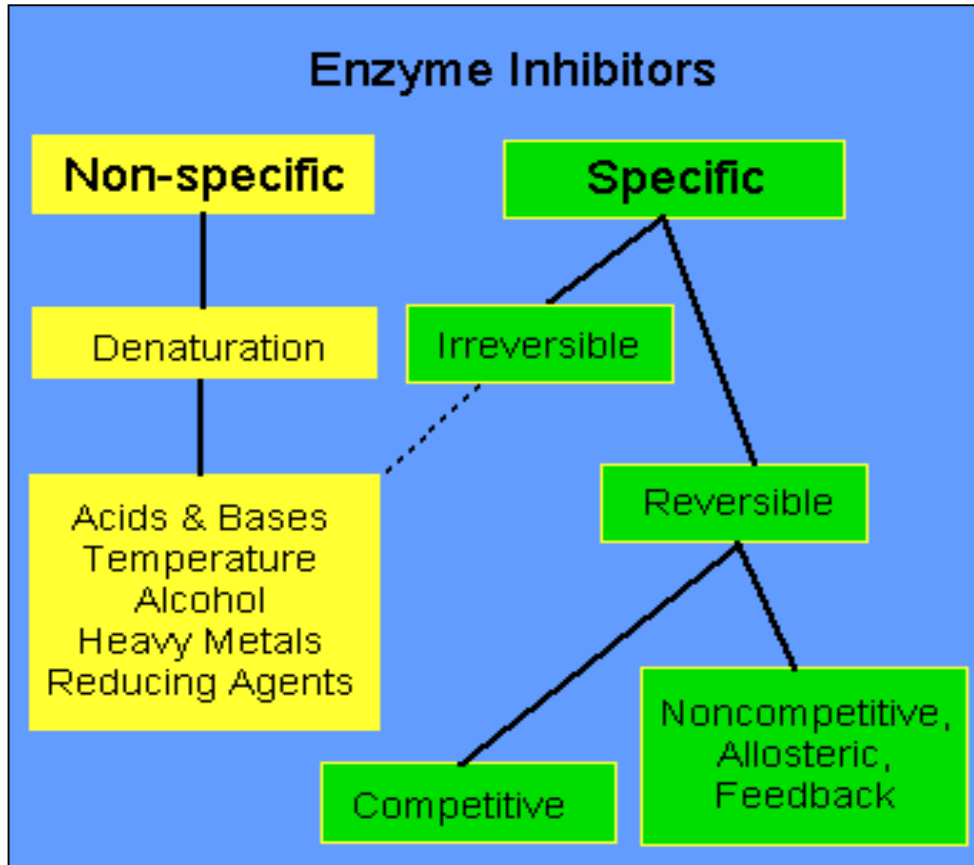 Enzyme Inhibitors
Non-specific
Specific
Denaturation
Irreversible
Acids & Bases
Temperature
Alcohol
Heavy Metals
Reducing Agents
Reversible
Competitive
Noncompetitive,
Allosteric,
Feedback